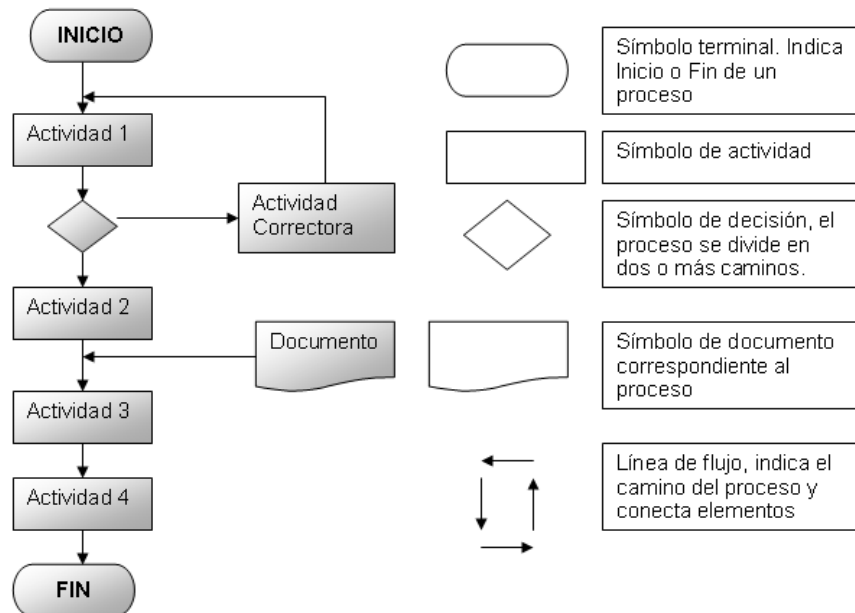 INICIO
Actividad 1
Actividad
Correctora
Actividad 2
Documento
Actividad 3
Actividad 4
FIN
Símbolo terminal. Indica
Inicio o Fin de un
proceso
Símbolo de actividad
Símbolo de decisión, el
proceso se divide en
dos o más caminos.
Símbolo de documento
correspondiente al
proceso
Línea de flujo, indica el
camino del proceso y
conecta elementos